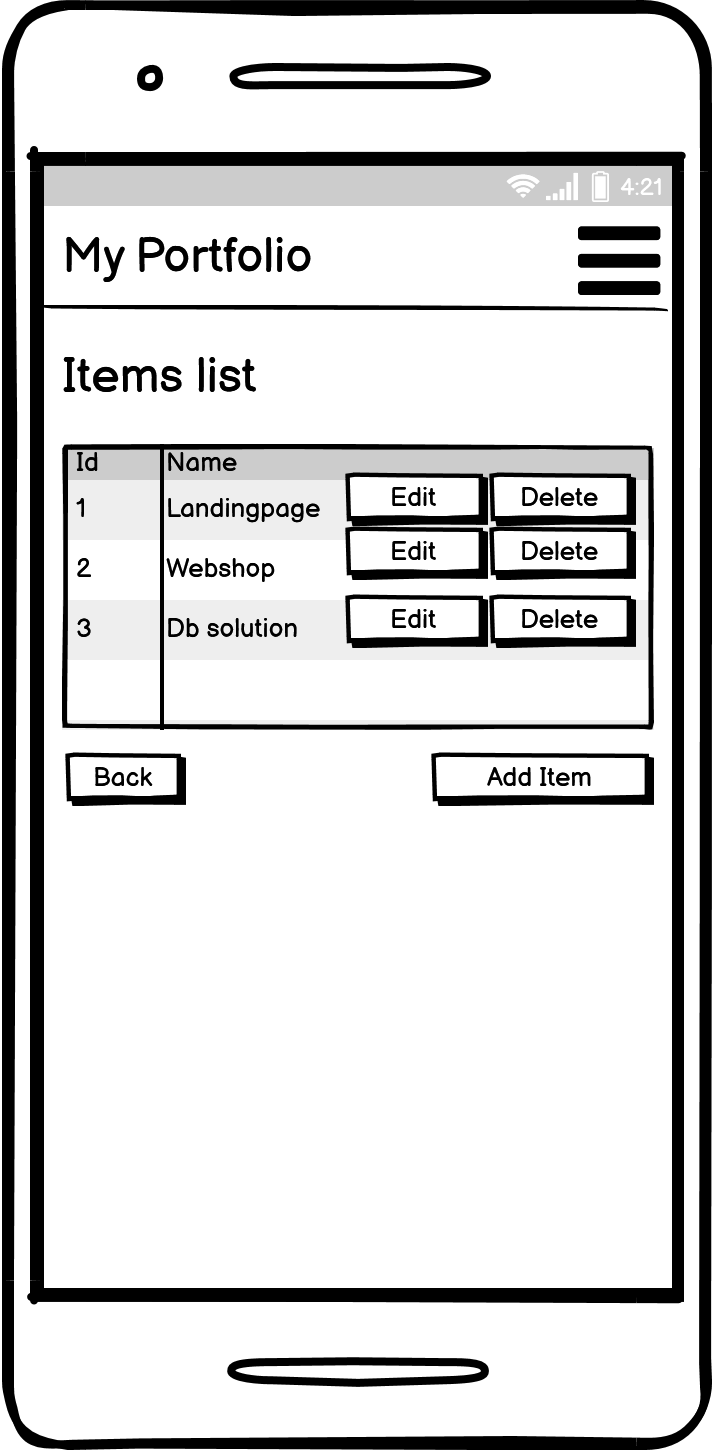 4:21
My Portfolio
Items list
Id Name
1 Landingpage Edit Delete
2 Webshop Edit Delete
3 Db solution Edit Delete
Back Add Item